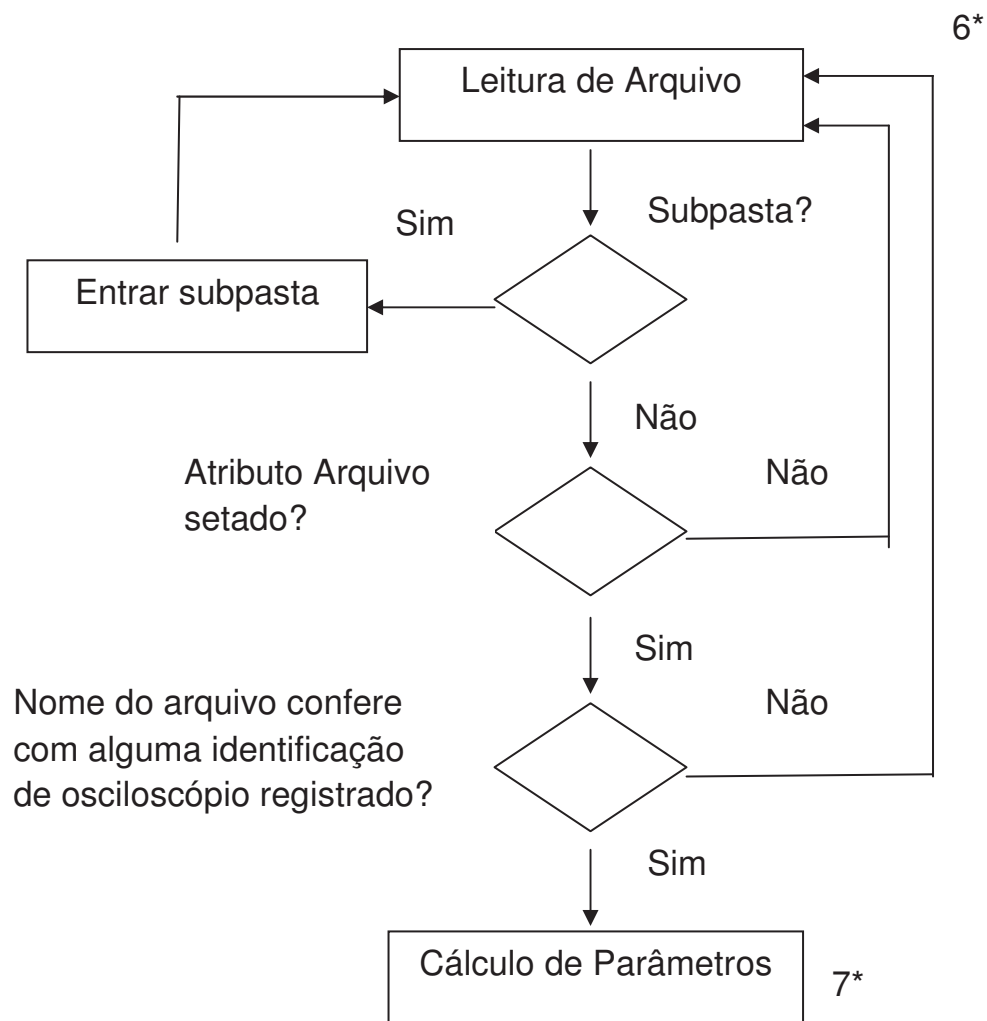 6*
Leitura de Arquivo
Subpasta?
Sim
Entrar subpasta
Não
Atributo Arquivo
setado?
Não
Sim
Nome do arquivo confere
com alguma identificação
de osciloscópio registrado?
Não
Sim
Cálculo de Parâmetros
7*